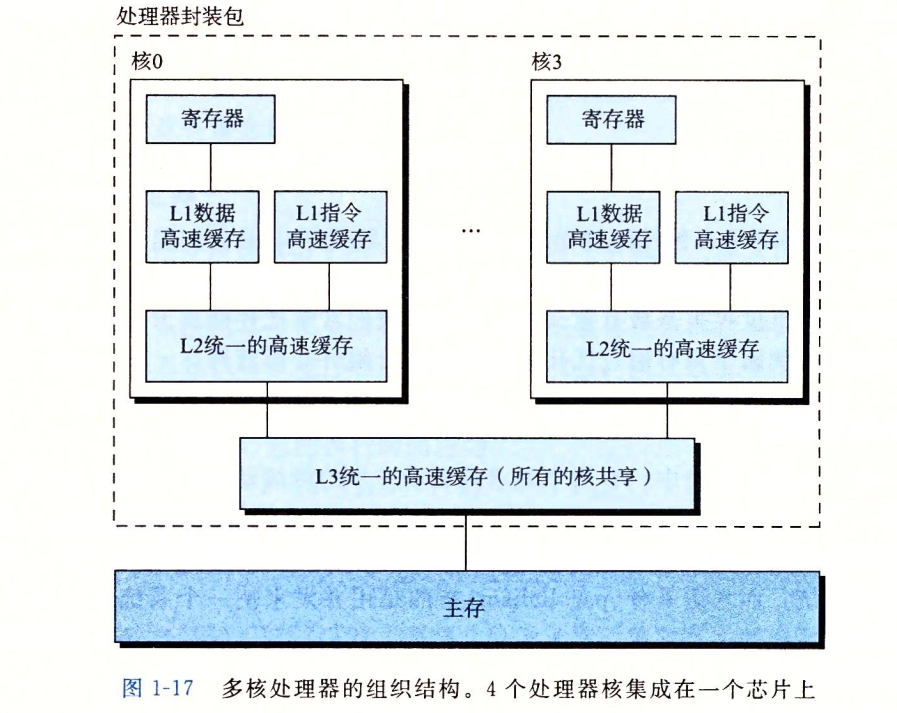 处理器封装包
核0
核3
寄存器
寄存器
L1数据
高速缓存
L1指令
高速缓存
...
L1数据
高速缓存
L1指令
高速缓存
L2统一的高速缓存
L2统一的高速缓存
L3统一的高速缓存（所有的核共享）
主存
图 1-17 多核处理器的组织结构。4 个处理器核集成在一个芯片上